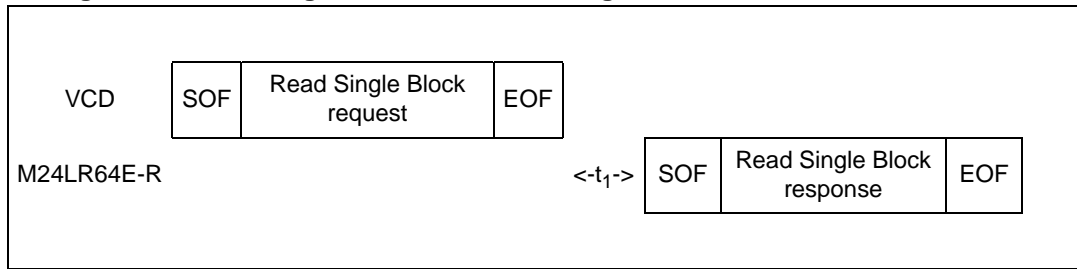 VCD SOF Read Single Block request EOF
M24LR64E-R <-t1-> SOF Read Single Block response EOF